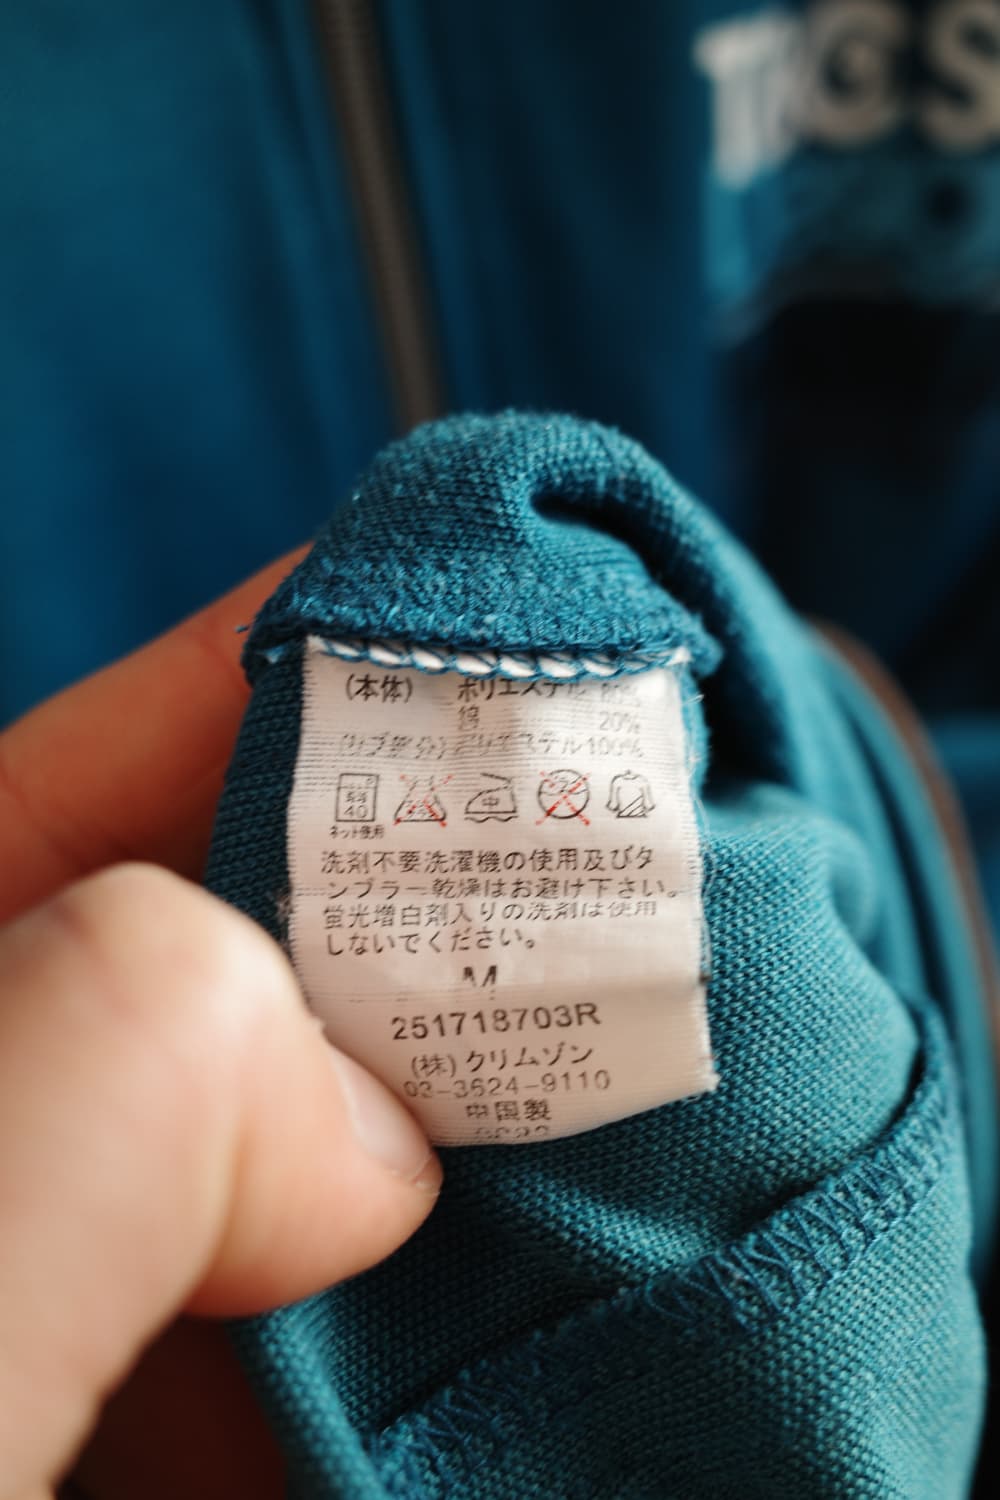 GS
(本体) ポリエステル 80%
綿 20%
(リブ部分) ポリエステル100%
40
中
ネット使用
洗剤不要洗濯機の使用及びタ
ンブラー乾燥はお避け下さい。
蛍光増白剤入りの洗剤は使用
しないでください。
M
251718703R
(株)クリムゾン
03-3624-9110
中国製